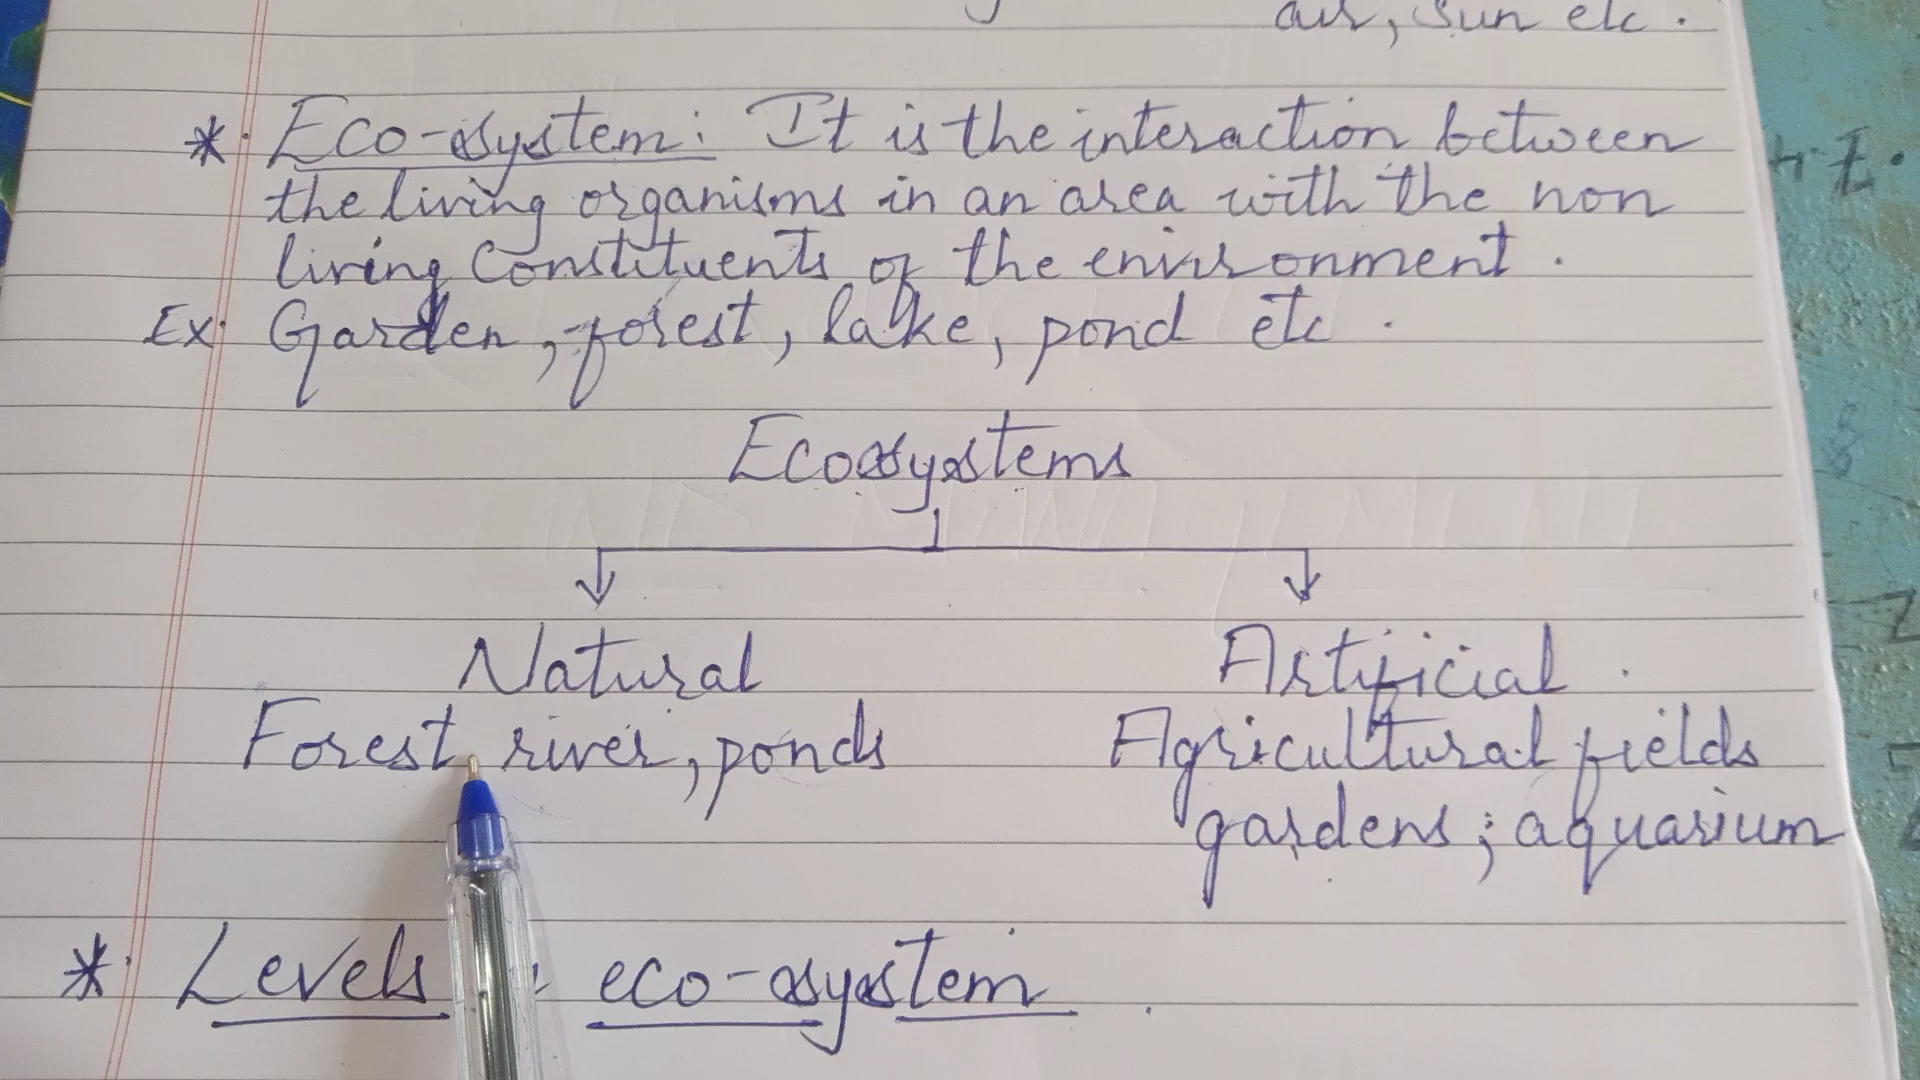 air, sun etc.
* Eco-system: It is the interaction between
the living organisms in an area with the non
living Constituents of the environment.
Ex: Garden, forest, lake, pond etc.
Ecosystems
Natural
Artificial
Forest, river, ponds
Agricultural fields
gardens, aquarium
* Levels eco-system